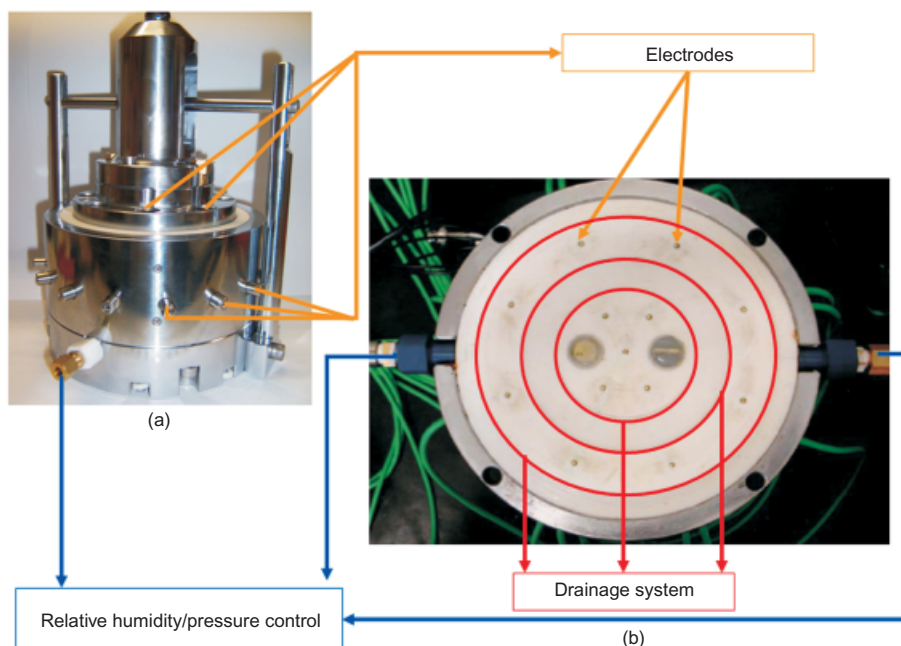 Electrodes
(a)
Drainage system
Relative humidity/pressure control
(b)